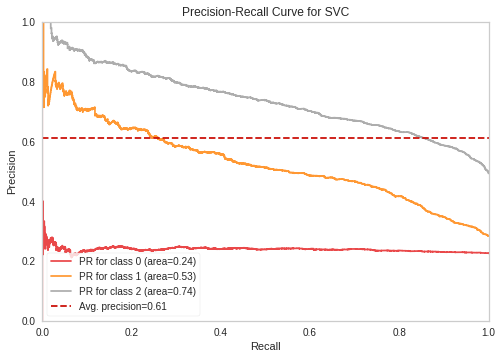 Precision-Recall Curve for SVC
1.0
0.8
0.6
0.4
0.2
0.0
Precision
PR for class 0 (area=0.24)
PR for class 1 (area=0.53)
PR for class 2 (area=0.74)
Avg. precision=0.61
0.0 0.2 0.4 0.6 0.8 1.0
Recall